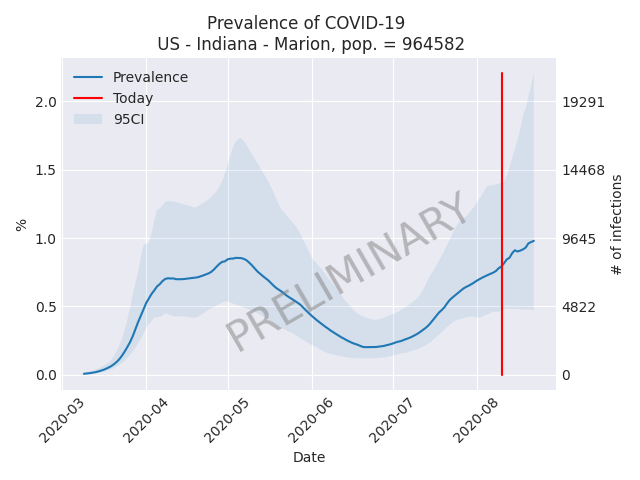 Prevalence of COVID-19
US - Indiana - Marion, pop. = 964582
Prevalence
Today
95CI
PRELIMINARY
%
2.0
1.5
1.0
0.5
0.0
19291
14468
9645
4822
0
# of infections
2020-03
2020-04
2020-05
2020-06
2020-07
2020-08
Date